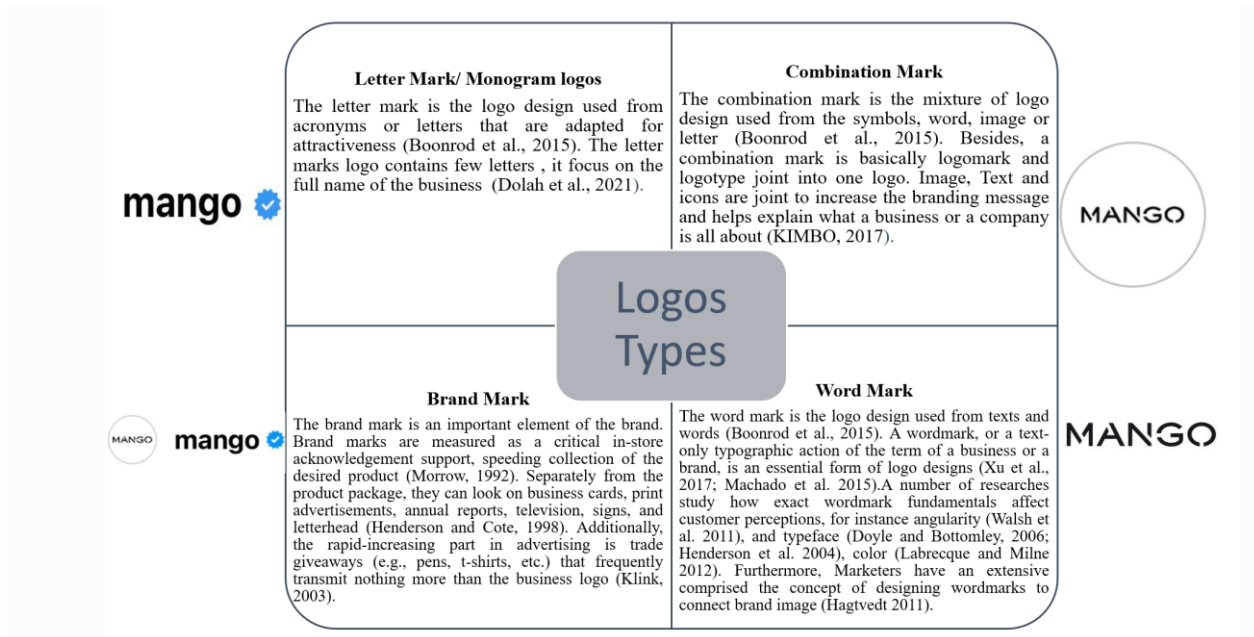 Letter Mark/ Monogram logos
The letter mark is the logo design used from
acronyms or letters that are adapted for
attractiveness (Boonrod et al., 2015). The letter
marks logo contains few letters , it focus on the
full name of the business (Dolah et al., 2021).
mango
Combination Mark
The combination mark is the mixture of logo
design used from the symbols, word, image or
letter (Boonrod et al., 2015). Besides, a
combination mark is basically logomark and
logotype joint into one logo. Image, Text and
icons are joint to increase the branding message
and helps explain what a business or a company
is all about (KIMBO, 2017).
MANGO
Logos
Types
Brand Mark
The brand mark is an important element of the brand.
Brand marks are measured as a critical in-store
acknowledgement support, speeding collection of the
desired product (Morrow, 1992). Separately from the
product package, they can look on business cards, print
advertisements, annual reports, television, signs, and
letterhead (Henderson and Cote, 1998). Additionally,
the rapid-increasing part in advertising is trade
giveaways (e.g., pens, t-shirts, etc.) that frequently
transmit nothing more than the business logo (Klink,
2003).
MANGO
mango
Word Mark
The word mark is the logo design used from texts and
words (Boonrod et al., 2015). A wordmark, or a text-
only typographic action of the term of a business or a
brand, is an essential form of logo designs (Xu et al.,
2017; Machado et al. 2015).A number of researches
study how exact wordmark fundamentals affect
customer perceptions, for instance angularity (Walsh et
al. 2011), and typeface (Doyle and Bottomley, 2006;
Henderson et al. 2004), color (Labrecque and Milne
2012). Furthermore, Marketers have an extensive
comprised the concept of designing wordmarks to
connect brand image (Hagtvedt 2011).
MANGO